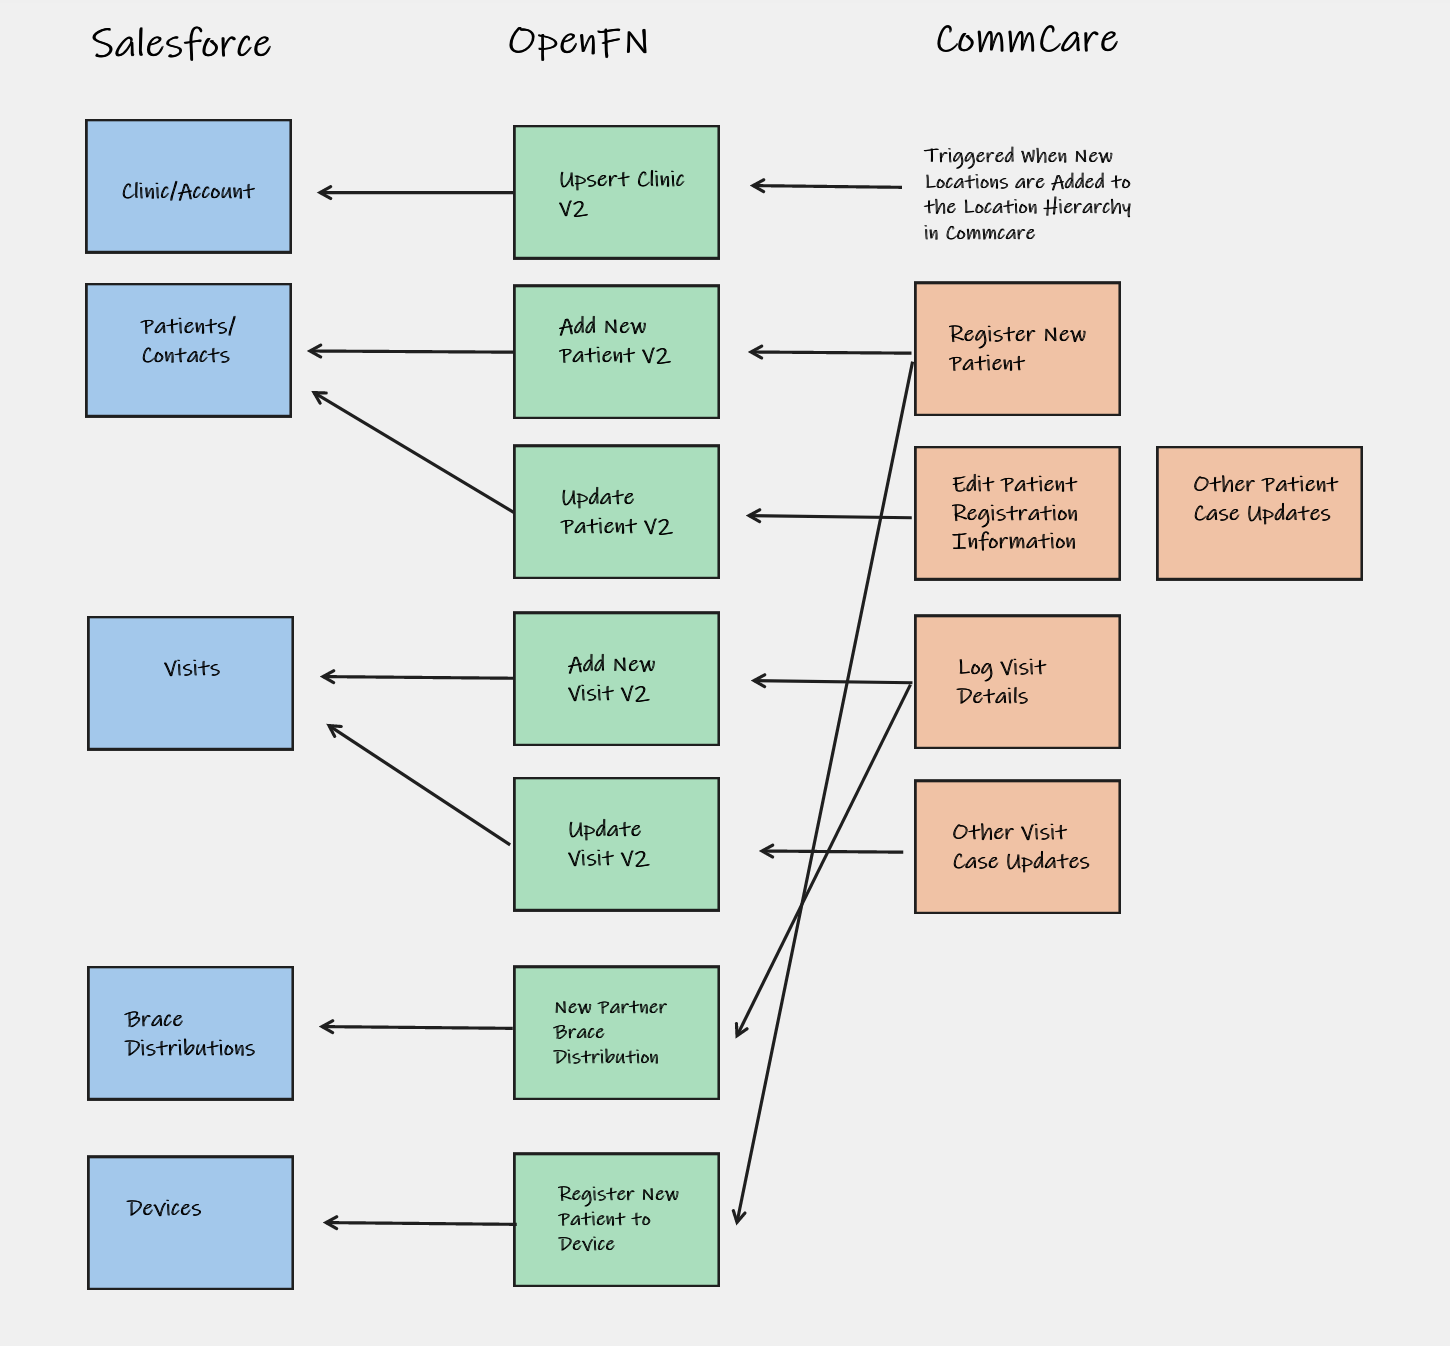 Salesforce
OpenFN
CommCare
Clinic/Account
Upsert Clinic
V2
Triggered When New
Locations are Added to
the Location Hierarchy
in Commcare
Patients/
Contacts
Add New
Patient V2
Register New
Patient
Update
Patient V2
Edit Patient
Registration
Information
Other Patient
Case Updates
Visits
Add New
Visit V2
Log Visit
Details
Update
Visit V2
Other Visit
Case Updates
Brace
Distributions
New Partner
Brace
Distribution
Devices
Register New
Patient to
Device